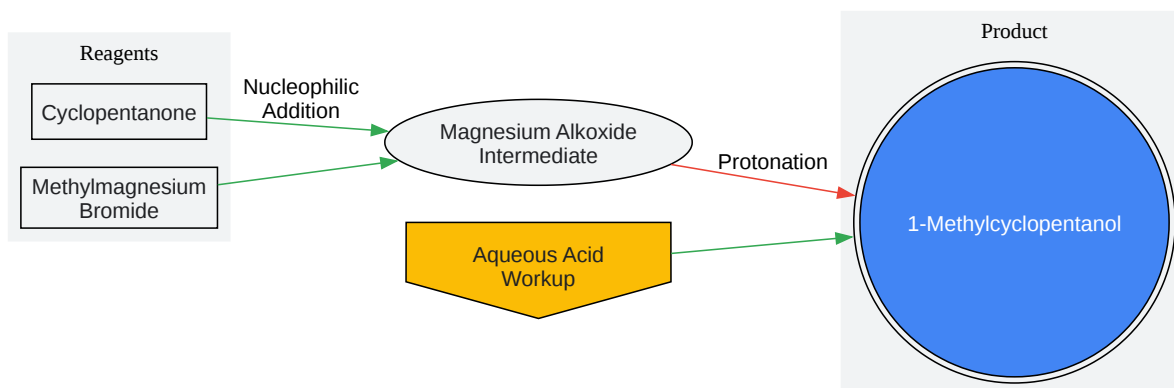 Reagents
Cyclopentanone
Methylmagnesium
Bromide
Nucleophilic
Addition
Magnesium Alkoxide
Intermediate
Aqueous Acid
Workup
Protonation
Product
1-Methylcyclopentanol